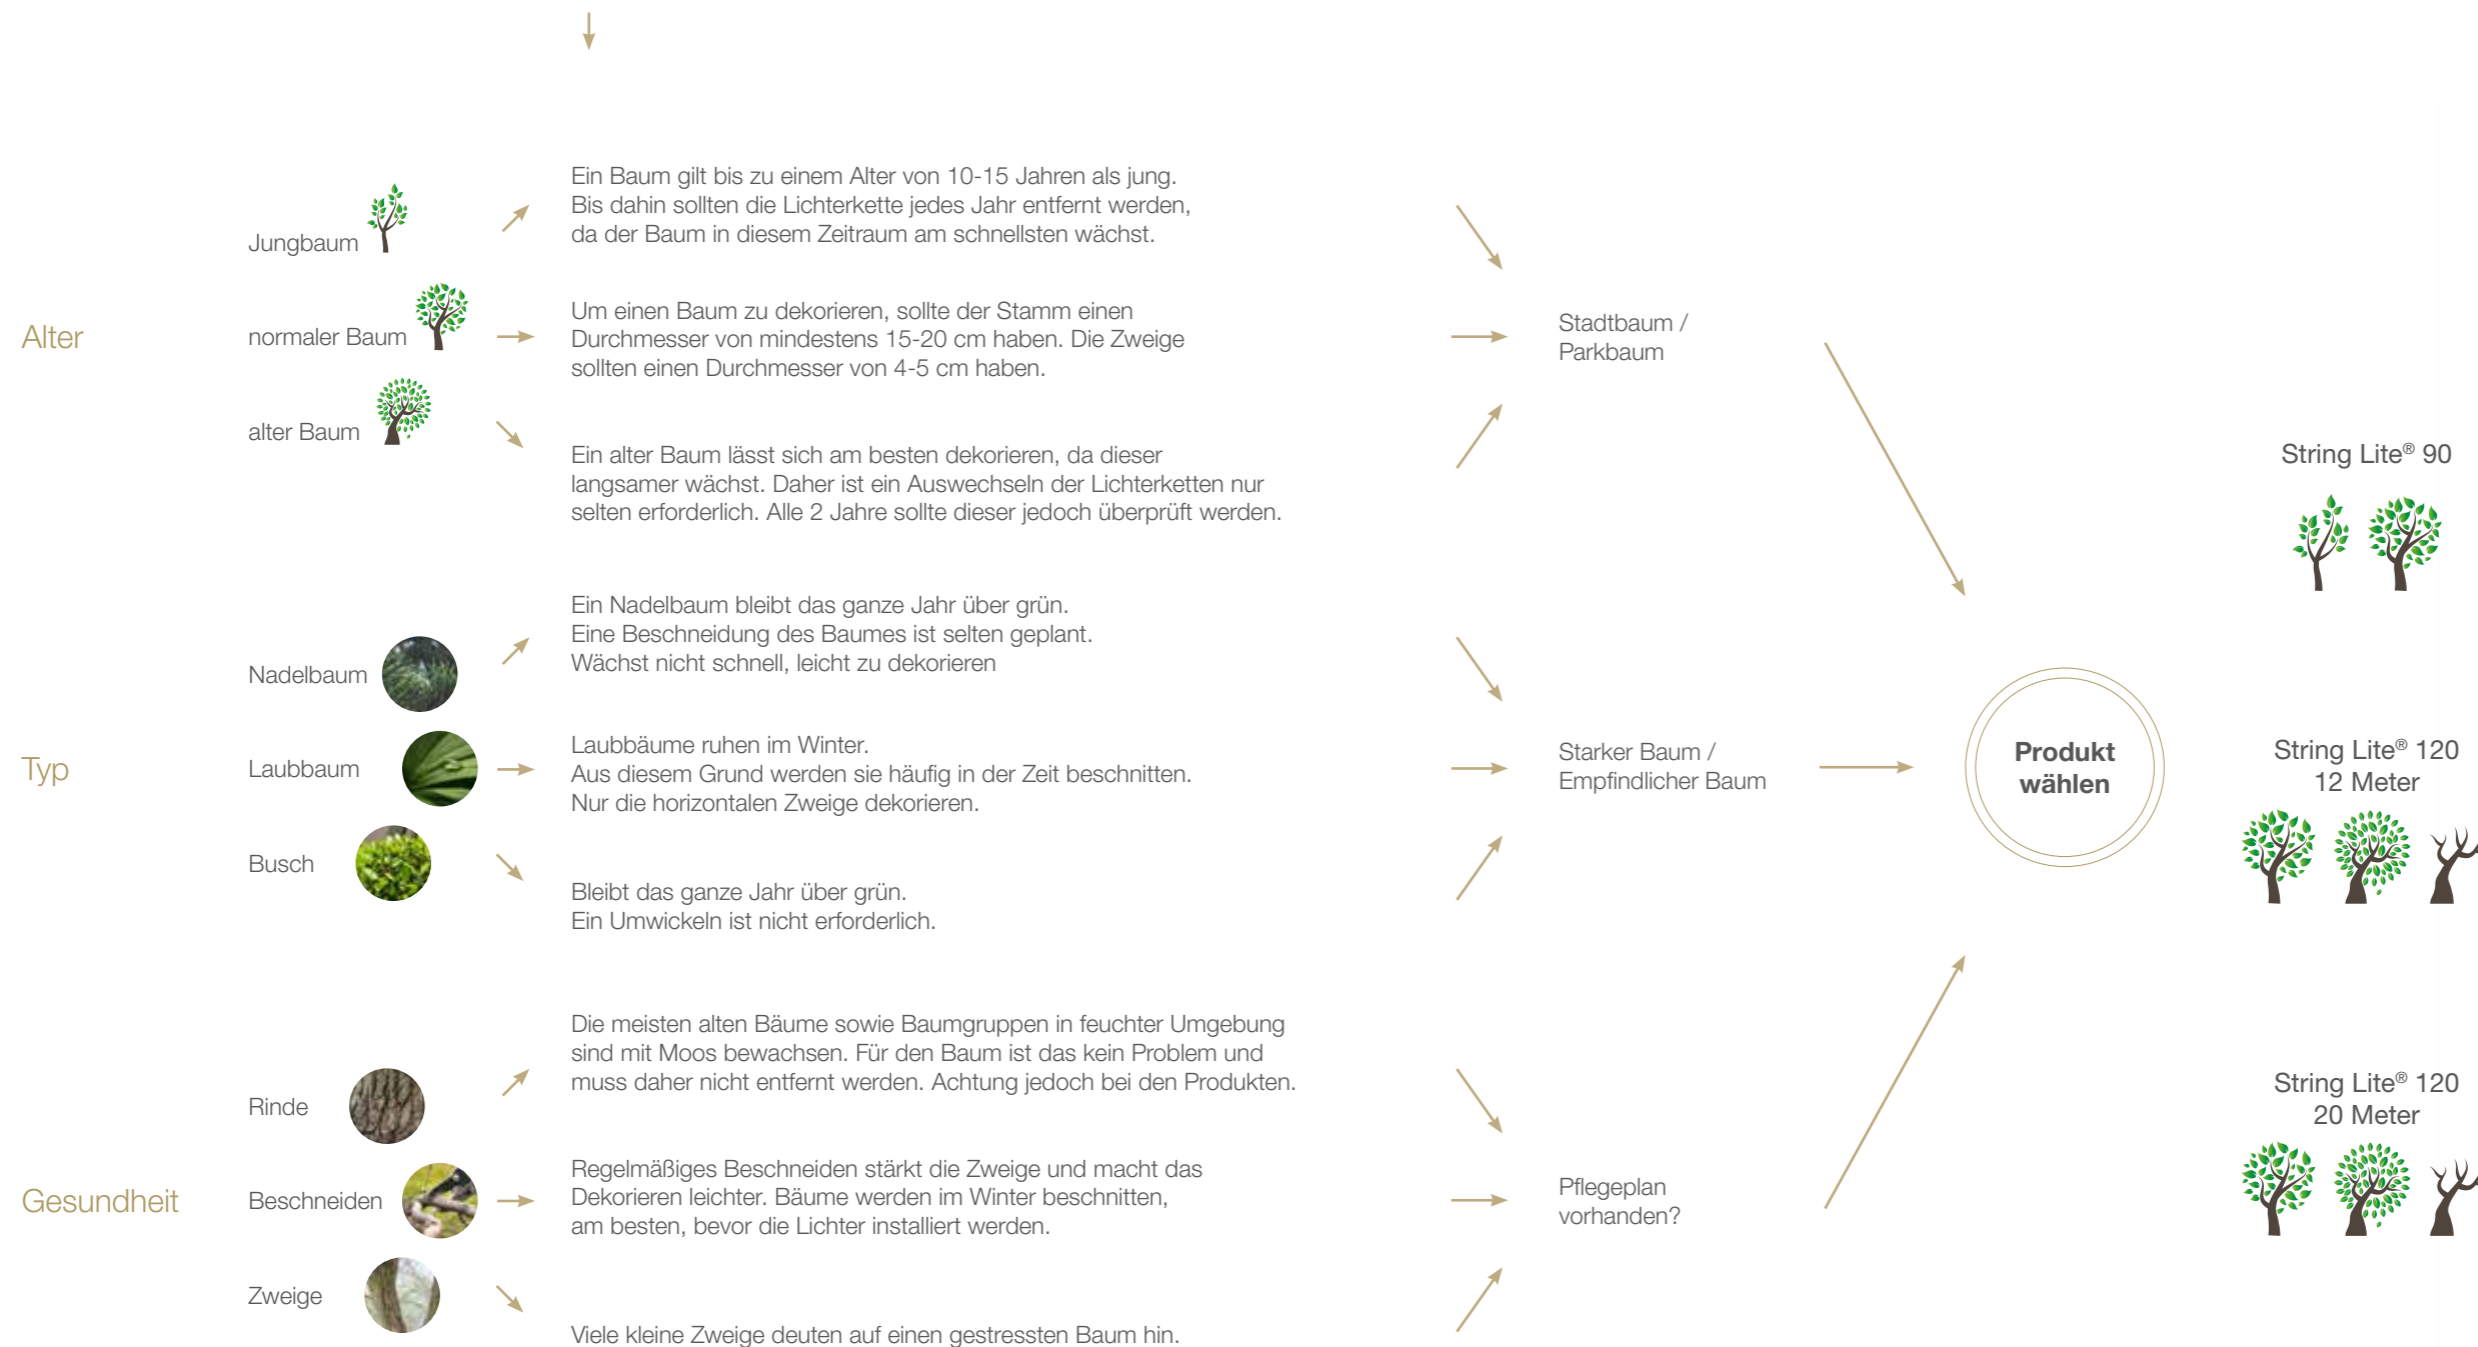 Alter
Jungbaum
normaler Baum
alter Baum
Ein Baum gilt bis zu einem Alter von 10-15 Jahren als jung.
Bis dahin sollten die Lichterkette jedes Jahr entfernt werden,
da der Baum in diesem Zeitraum am schnellsten wächst.
Um einen Baum zu dekorieren, sollte der Stamm einen
Durchmesser von mindestens 15-20 cm haben. Die Zweige
sollten einen Durchmesser von 4-5 cm haben.
Ein alter Baum lässt sich am besten dekorieren, da dieser
langsamer wächst. Daher ist ein Auswechseln der Lichterketten nur
selten erforderlich. Alle 2 Jahre sollte dieser jedoch überprüft werden.
Stadtbaum /
Parkbaum
Typ
Nadelbaum
Laubbaum
Busch
Ein Nadelbaum bleibt das ganze Jahr über grün.
Eine Beschneidung des Baumes ist selten geplant.
Wächst nicht schnell, leicht zu dekorieren
Laubbäume ruhen im Winter.
Aus diesem Grund werden sie häufig in der Zeit beschnitten.
Nur die horizontalen Zweige dekorieren.
Bleibt das ganze Jahr über grün.
Ein Umwickeln ist nicht erforderlich.
Starker Baum /
Empfindlicher Baum
Gesundheit
Rinde
Beschneiden
Zweige
Die meisten alten Bäume sowie Baumgruppen in feuchter Umgebung
sind mit Moos bewachsen. Für den Baum ist das kein Problem und
muss daher nicht entfernt werden. Achtung jedoch bei den Produkten.
Regelmäßiges Beschneiden stärkt die Zweige und macht das
Dekorieren leichter. Bäume werden im Winter beschnitten,
am besten, bevor die Lichter installiert werden.
Viele kleine Zweige deuten auf einen gestressten Baum hin.
Pflegeplan
vorhanden?
Produkt
wählen
String Lite® 90
String Lite® 120
12 Meter
String Lite® 120
20 Meter